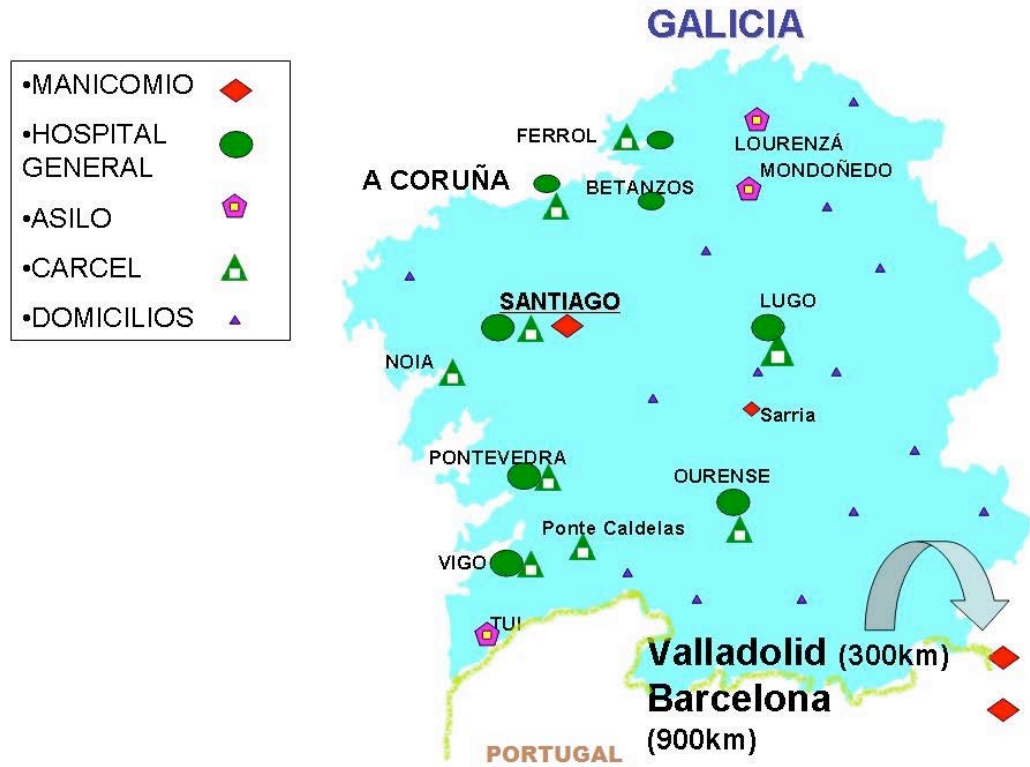 GALICIA
•MANICOMIO
•HOSPITAL
GENERAL
•ASILO
•CARCEL
•DOMICILIOS
FERROL
LOURENZÁ
MONDOÑEDO
A CORUÑA
BETANZOS
SANTIAGO
LUGO
NOIA
Sarria
PONTEVEDRA
OURENSE
Ponte Caldelas
VIGO
TUI
Valladolid (300km)
Barcelona
(900km)
PORTUGAL